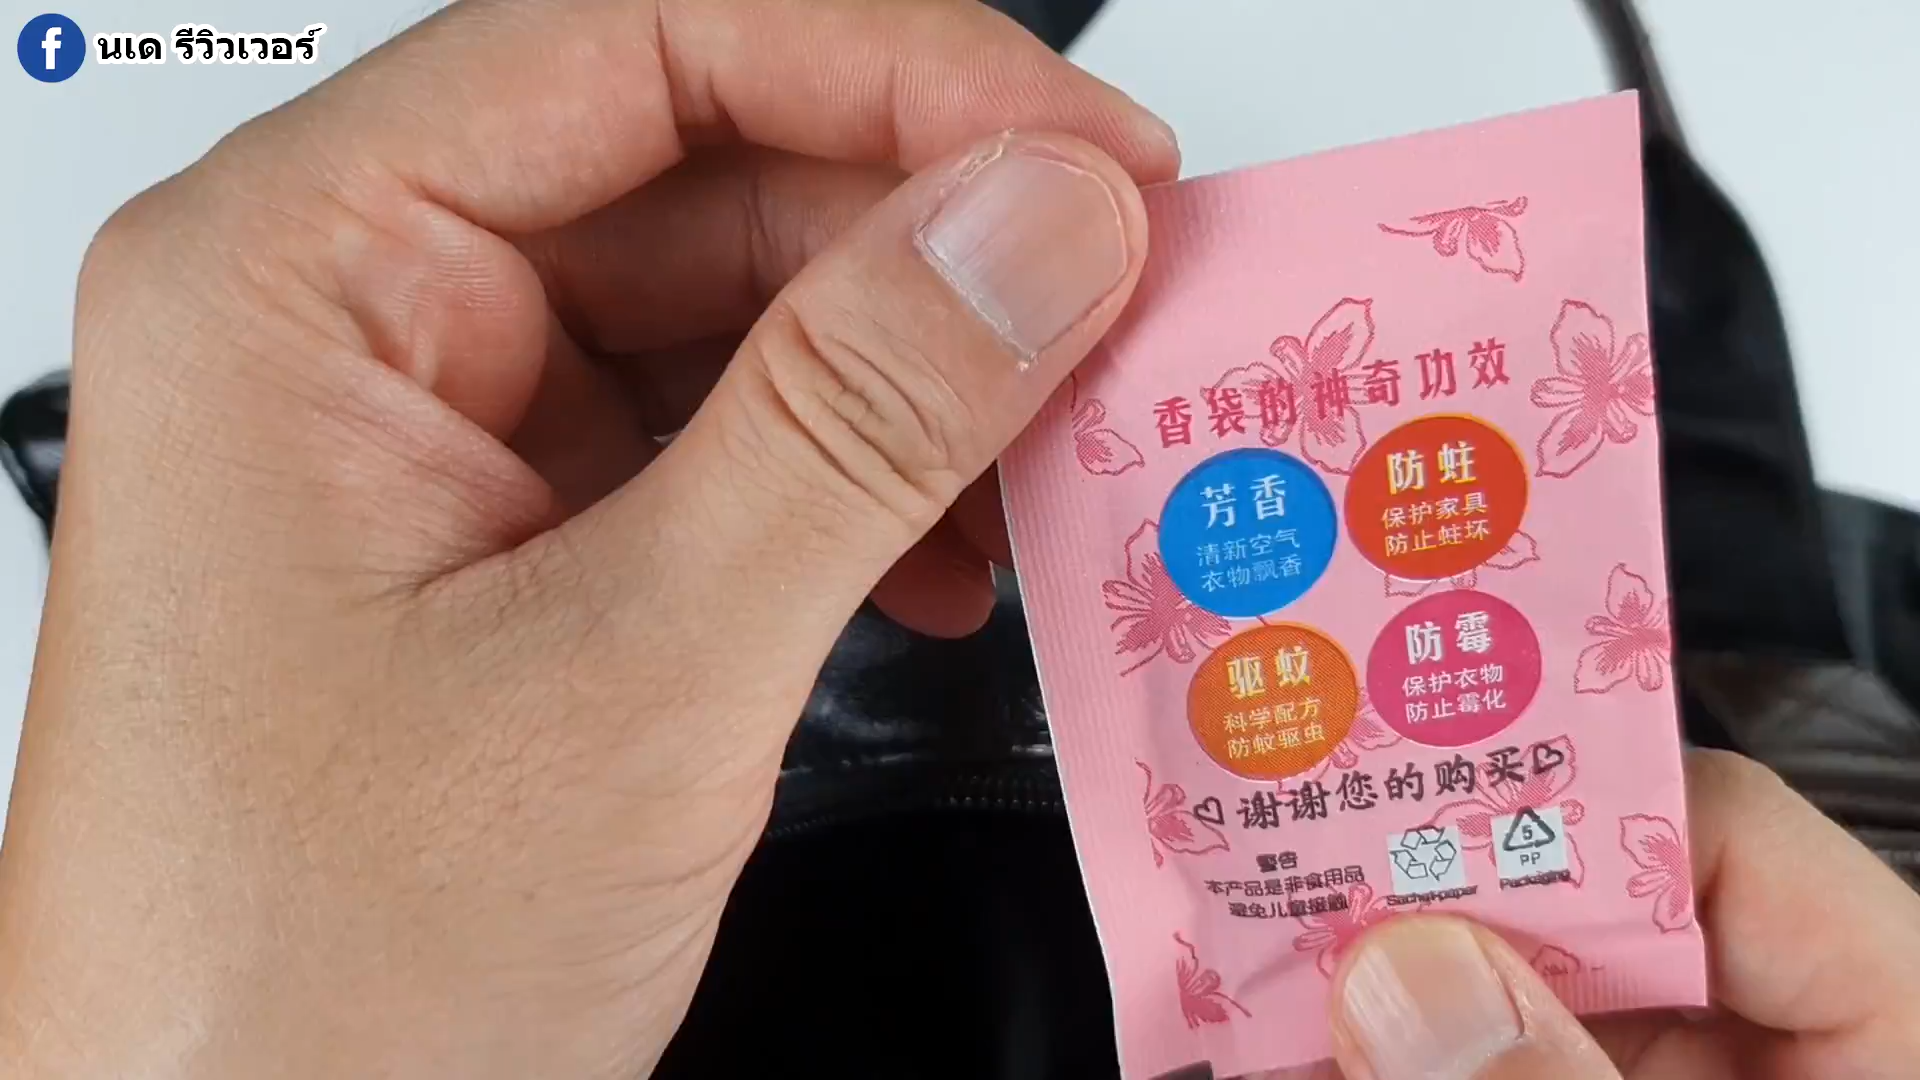 f นเด รีวิวเวอร์
香袋的神奇功效
芳香
清新空气
衣物飘香
防蛀
保护家具
防止蛀坏
驱蚊
科学配方
防蚊驱虫
防霉
保护衣物
防止霉化
♡谢谢您的购买♡
警告
本产品是非食用品
避免儿童接触
Sachet-paper
5
PP
Packaging